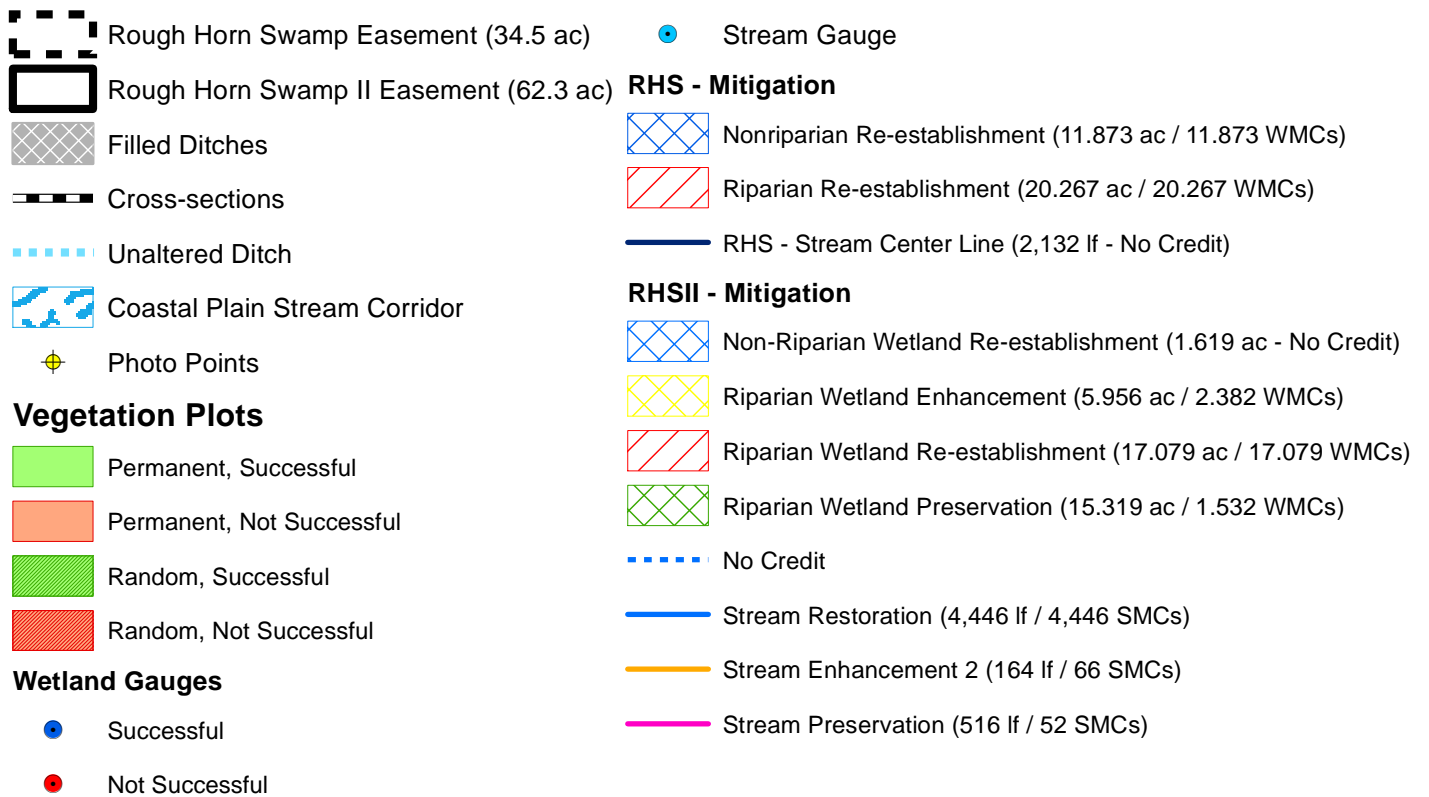 Rough Horn Swamp Easement (34.5 ac)
Rough Horn Swamp II Easement (62.3 ac)
Filled Ditches
Cross-sections
Unaltered Ditch
Coastal Plain Stream Corridor
Photo Points
Vegetation Plots
Permanent, Successful
Permanent, Not Successful
Random, Successful
Random, Not Successful
Wetland Gauges
Successful
Not Successful
Stream Gauge
RHS - Mitigation
Nonriparian Re-establishment (11.873 ac / 11.873 WMCs)
Riparian Re-establishment (20.267 ac / 20.267 WMCs)
RHS - Stream Center Line (2,132 lf - No Credit)
RHSII - Mitigation
Non-Riparian Wetland Re-establishment (1.619 ac - No Credit)
Riparian Wetland Enhancement (5.956 ac / 2.382 WMCs)
Riparian Wetland Re-establishment (17.079 ac / 17.079 WMCs)
Riparian Wetland Preservation (15.319 ac / 1.532 WMCs)
No Credit
Stream Restoration (4,446 lf / 4,446 SMCs)
Stream Enhancement 2 (164 lf / 66 SMCs)
Stream Preservation (516 lf / 52 SMCs)